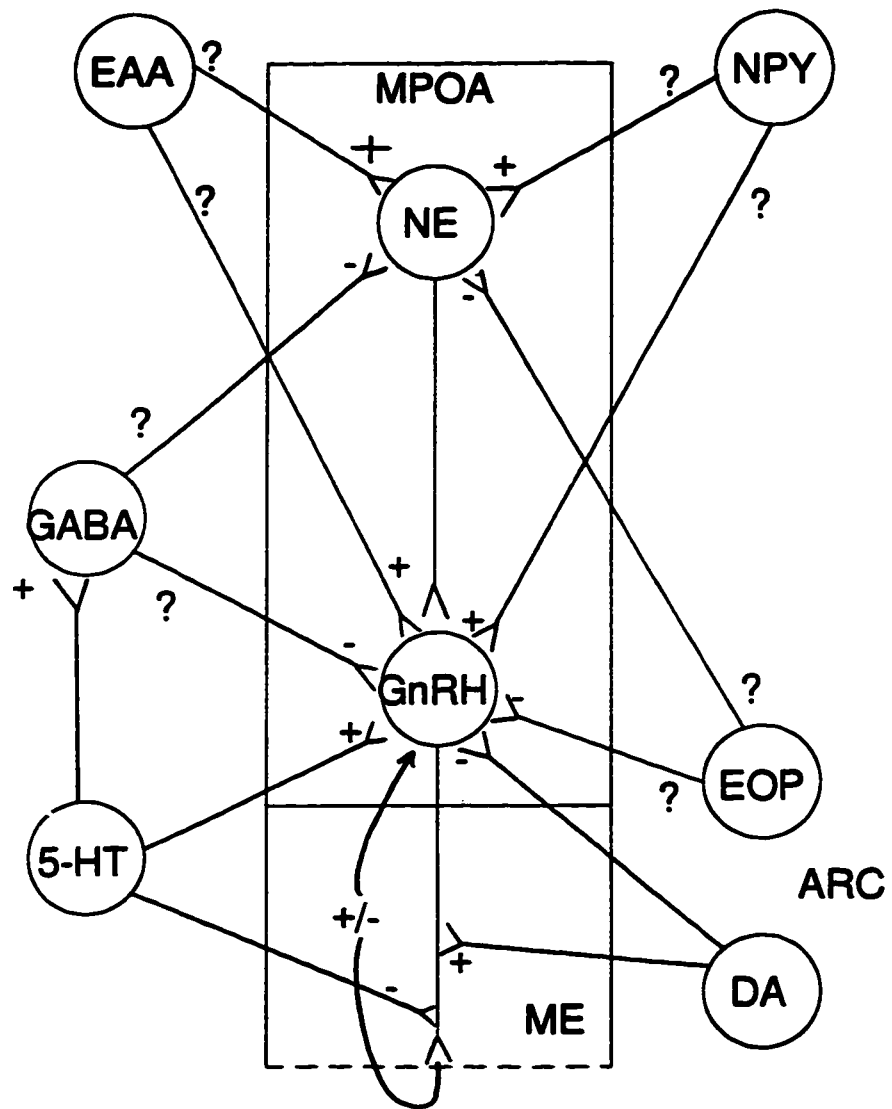 EAA
?
MPOA
?
NPY
+
+
NE
?
?
-
-
?
GABA
+
?
+
+
-
GnRH
-
?
+
-
?
EOP
5-HT
ARC
+/-
+
-
ME
DA